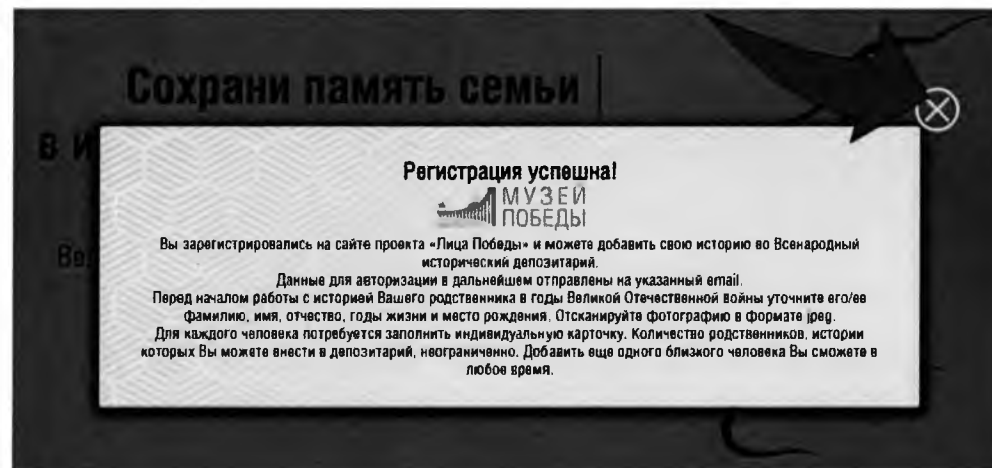 Сохрани память семьи
в И
Регистрация успешна!
МУЗЕЙ
ПОБЕДЫ
Вы зарегистрировались на сайте проекта «Лица Победы» и можете добавить свою историю во Всенародный
исторический депозитарий.
Данные для авторизации в дальнейшем отправлены на указанный email.
Перед началом работы с историей Вашего родственника в годы Великой Отечественной войны уточните его/ее
фамилию, имя, отчество, годы жизни и место рождения. Отсканируйте фотографию в формате jpeg.
Для каждого человека потребуется заполнить индивидуальную карточку. Количество родственников, истории
которых Вы можете внести в депозитарий, неограниченно. Добавить еще одного близкого человека Вы сможете в
любое время.